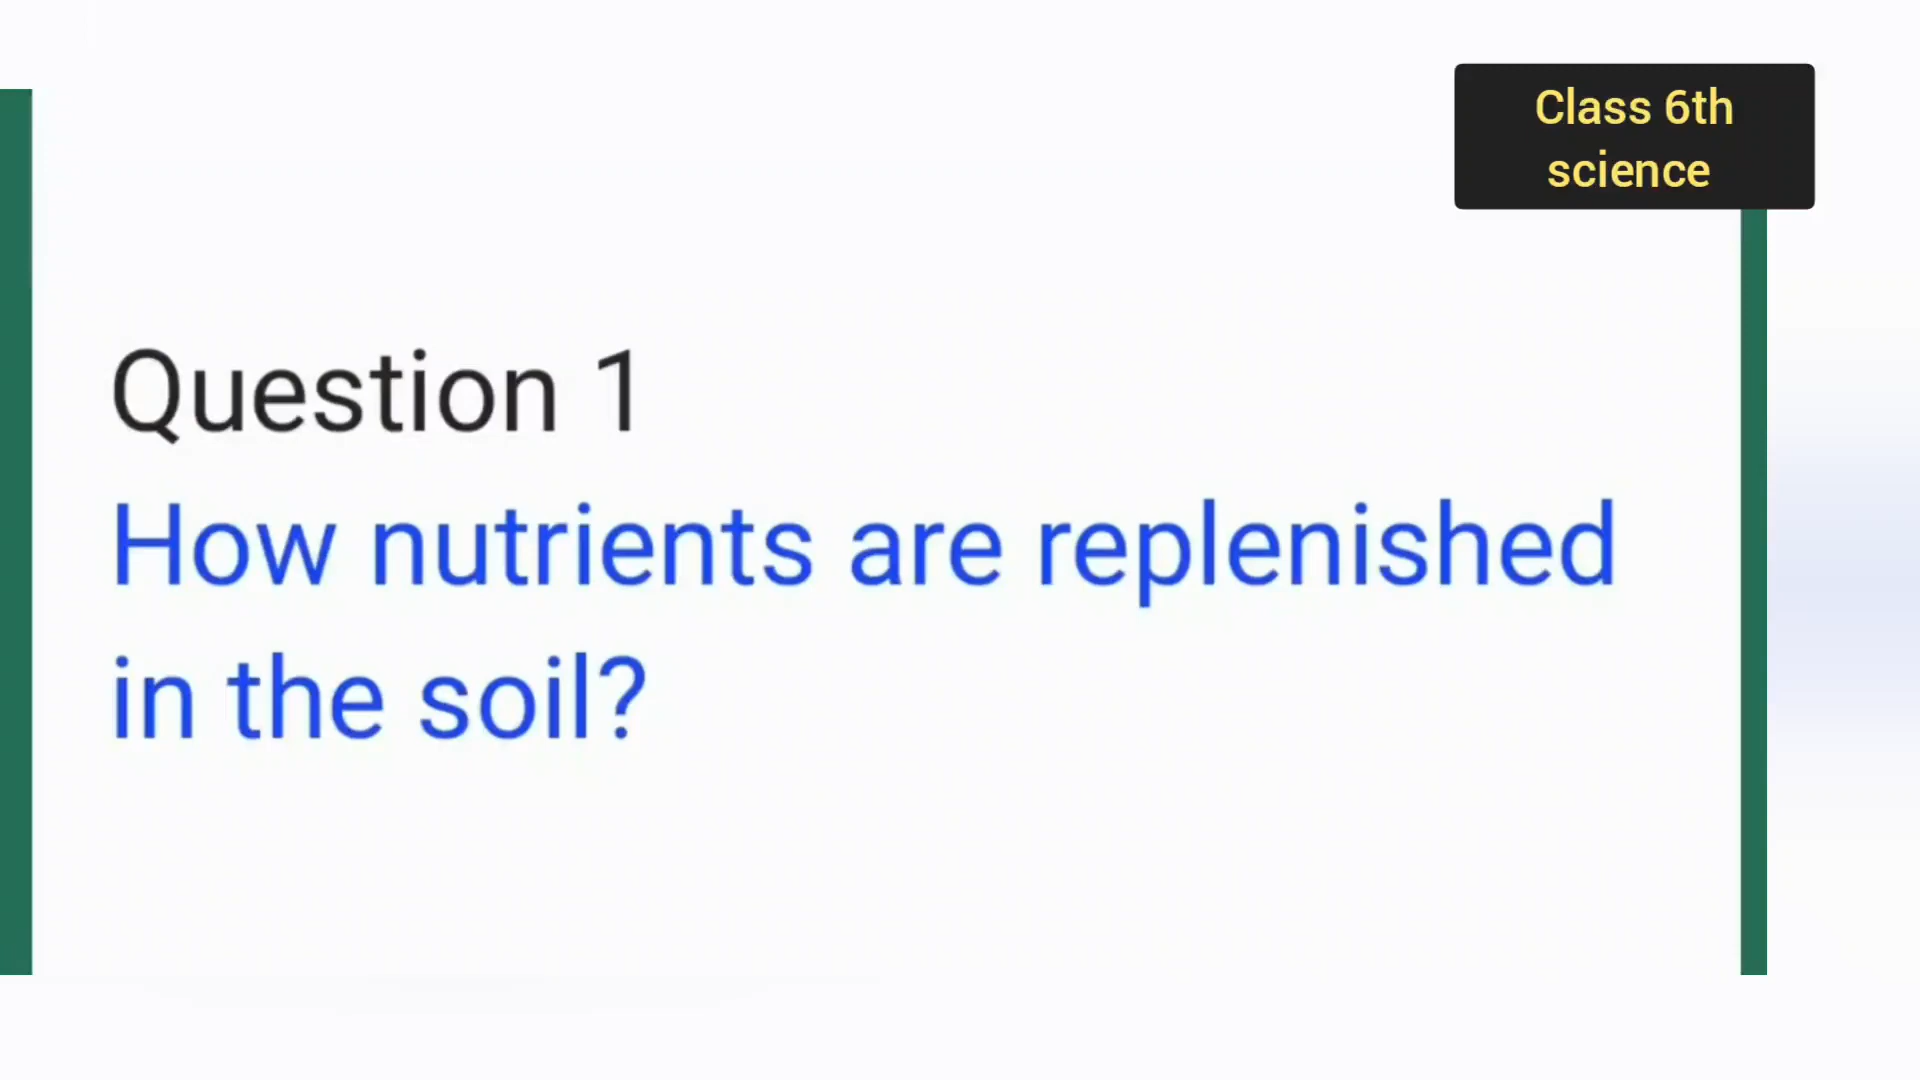 Class 6th
science
Question 1
How nutrients are replenished
in the soil?